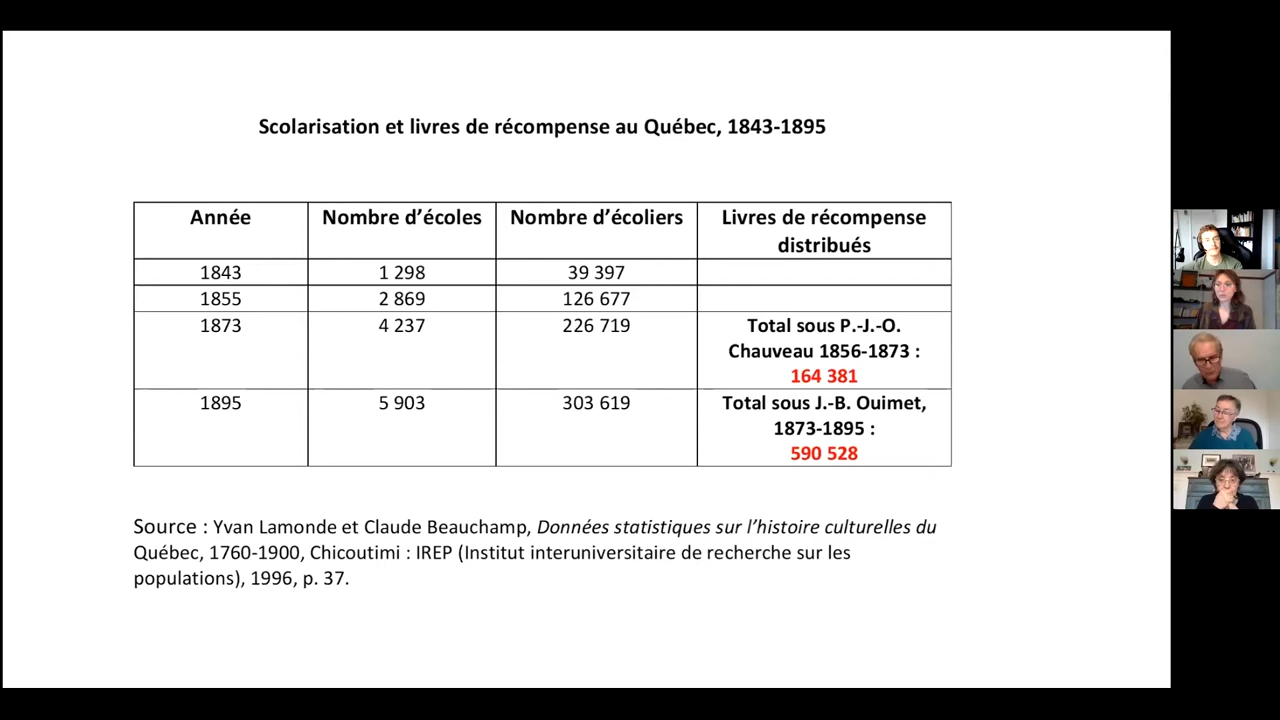 Scolarisation et livres de récompense au Québec, 1843-1895
Année Nombre d’écoles Nombre d’écoliers Livres de récompense
distribués
1843 1 298 39 397
1855 2 869 126 677
1873 4 237 226 719 Total sous P.-J.-O.
Chauveau 1856-1873 :
164 381
1895 5 903 303 619 Total sous J.-B. Ouimet,
1873-1895 :
590 528
Source : Yvan Lamonde et Claude Beauchamp, Données statistiques sur l’histoire culturelles du
Québec, 1760-1900, Chicoutimi : IREP (Institut interuniversitaire de recherche sur les
populations), 1996, p. 37.